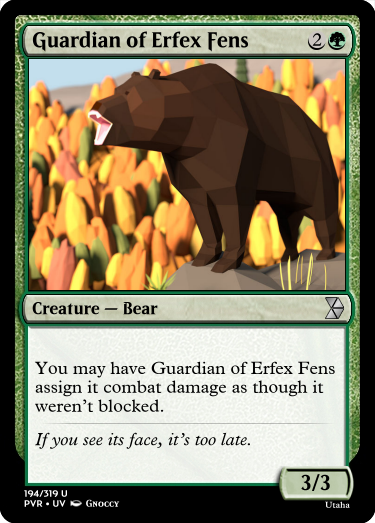 Guardian of Erfex Fens 2
Creature — Bear
You may have Guardian of Erfex Fens
assign it combat damage as though it
weren't blocked.
If you see its face, it's too late.
3/3
194/319 U
PVR • UV Gnoccy
Utaha